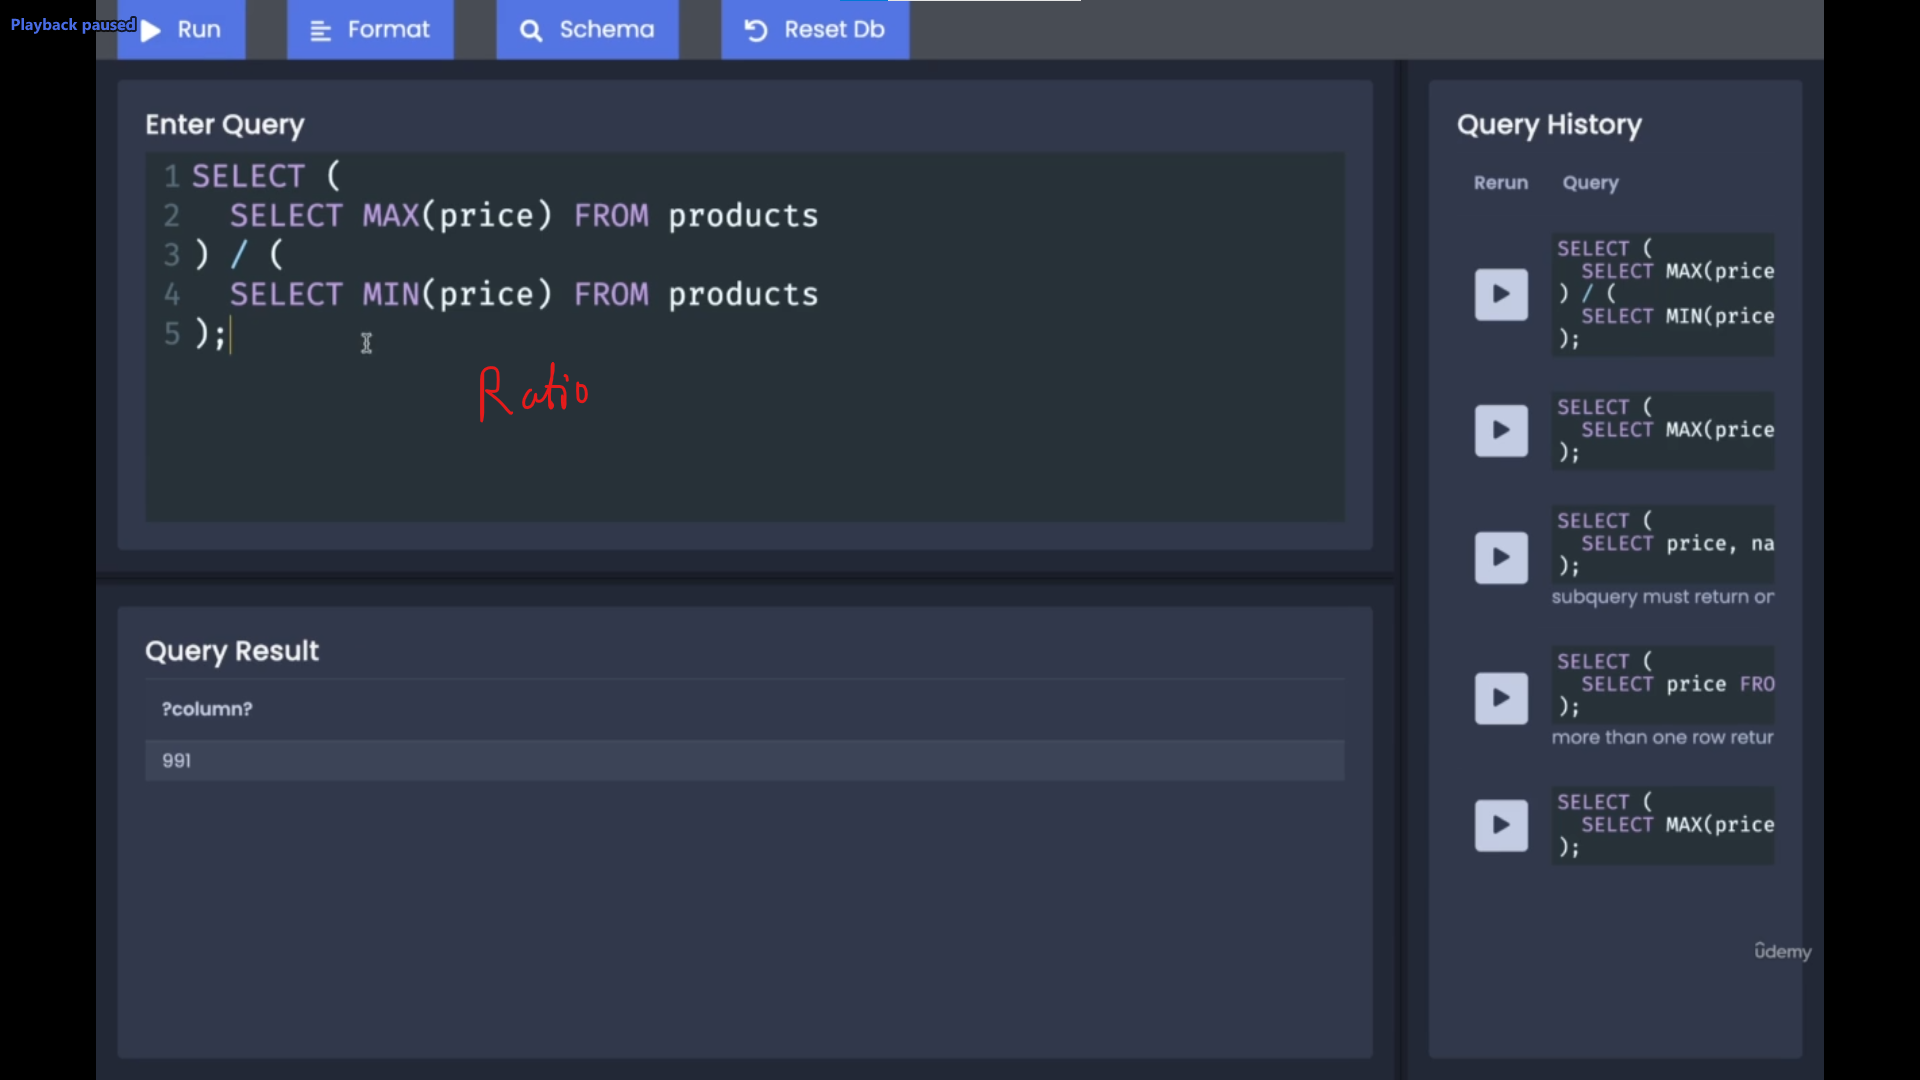 Playback paused
Run
Format
Schema
Reset Db
Enter Query
1 SELECT (
2 SELECT MAX(price) FROM products
3 ) / (
4 SELECT MIN(price) FROM products
5 );
Ratio
Query Result
?column?
991
Query History
Rerun Query
SELECT (
SELECT MAX(price
) / (
SELECT MIN(price
);
SELECT (
SELECT MAX(price
);
SELECT (
SELECT price, na
);
subquery must return or
SELECT (
SELECT price FRO
);
more than one row retur
SELECT (
SELECT MAX(price
);
ûdemy